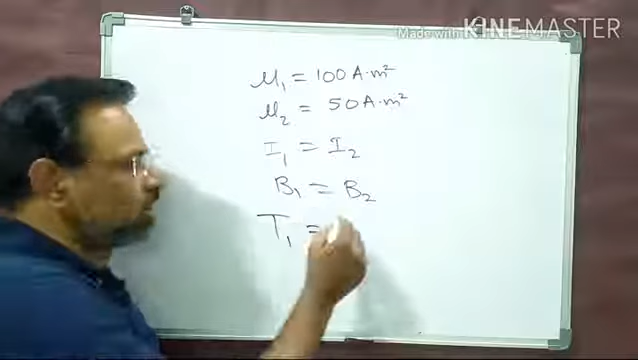 Made with KINEMASTER
μ₁ = 100 A·m²
μ₂ = 50 A·m²
I₁ = I₂
B₁ = B₂
T₁ =